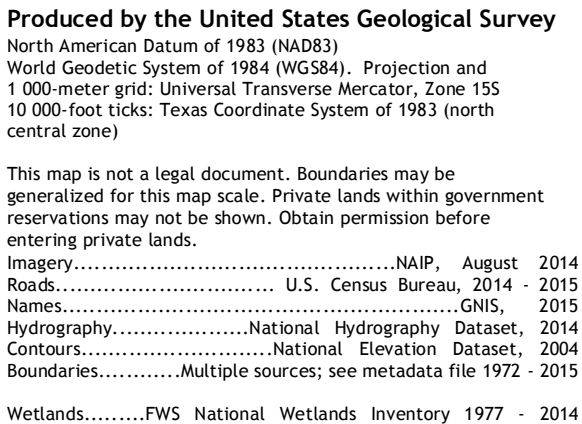 Produced by the United States Geological Survey
North American Datum of 1983 (NAD83)
World Geodetic System of 1984 (WGS84). Projection and
1 000-meter grid: Universal Transverse Mercator, Zone 15S
10 000-foot ticks: Texas Coordinate System of 1983 (north
central zone)
This map is not a legal document. Boundaries may be
generalized for this map scale. Private lands within government
reservations may not be shown. Obtain permission before
entering private lands.
Imagery.............................................NAIP, August 2014
Roads................................ U.S. Census Bureau, 2014 - 2015
Names......................................................GNIS, 2015
Hydrography....................National Hydrography Dataset, 2014
Contours............................National Elevation Dataset, 2004
Boundaries............Multiple sources; see metadata file 1972 - 2015
Wetlands.........FWS National Wetlands Inventory 1977 - 2014